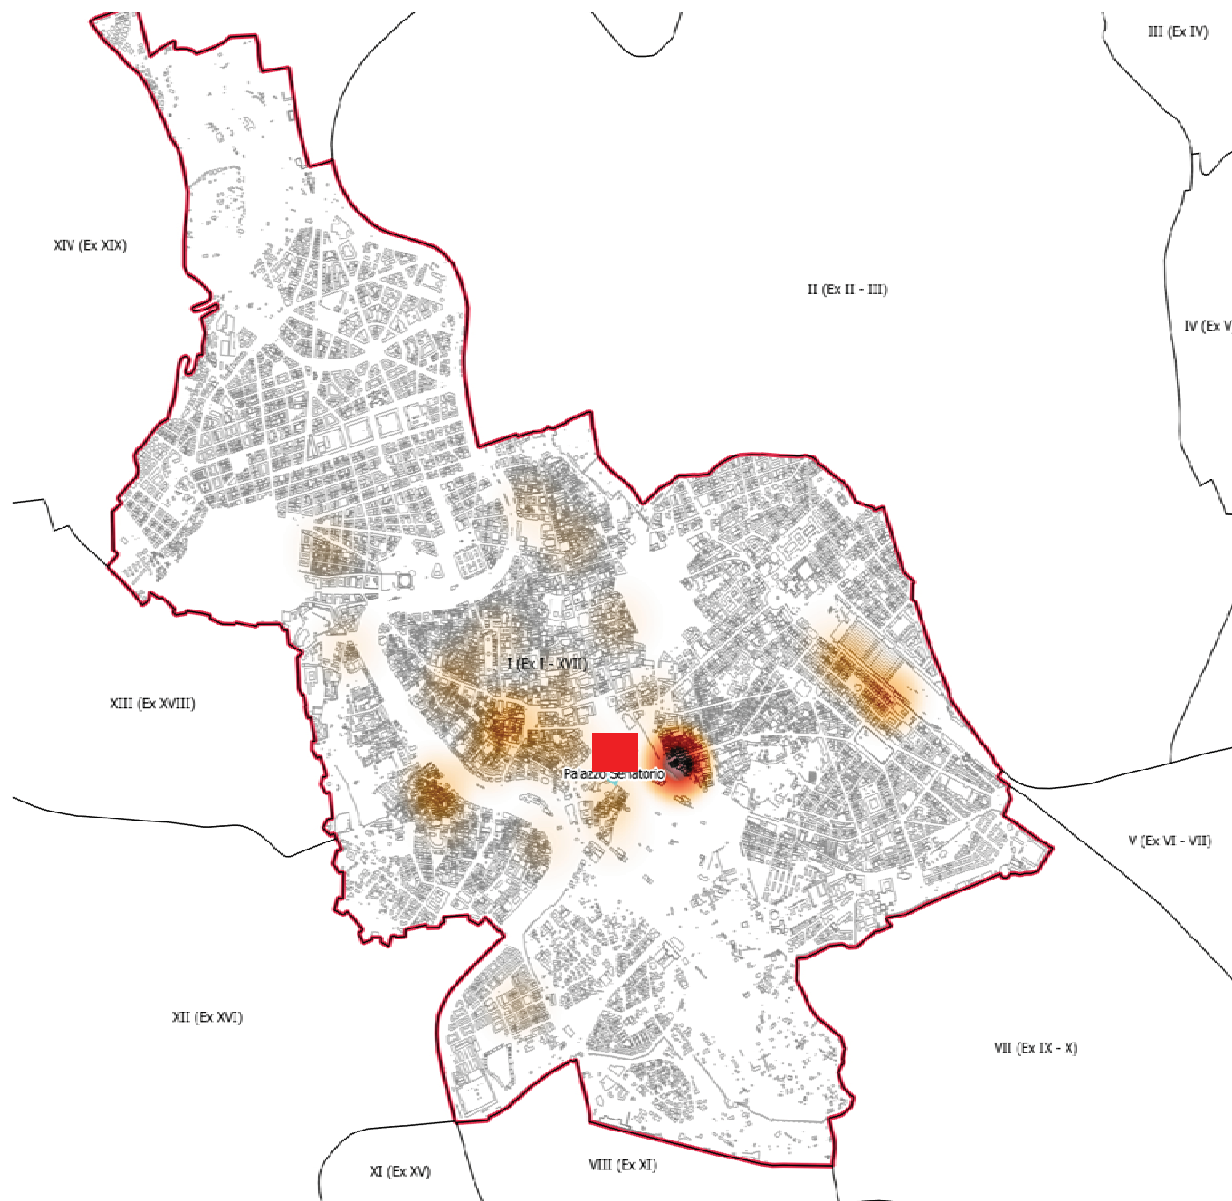 III (Ex IV)
XIV (Ex XIX)
II (Ex II - III)
IV (Ex V
I (Ex I - XVII)
XIII (Ex XVIII)
Palazzo Senatorio
V (Ex VI - VII)
XII (Ex XVI)
VII (Ex IX - X)
VIII (Ex XI)
XI (Ex XV)